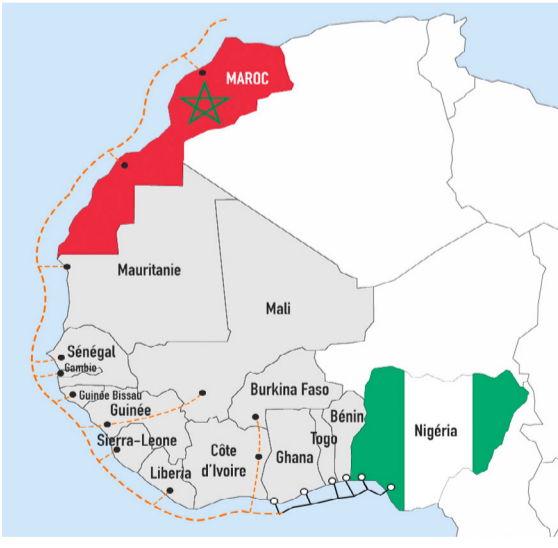 MAROC
Mauritanie
Mali
Sénégal
Gambie
Guinée Bissau
Guinée
Burkina Faso
Bénin
Sierra-Leone
Côte
d'Ivoire
Ghana
Togo
Nigéria
Liberia